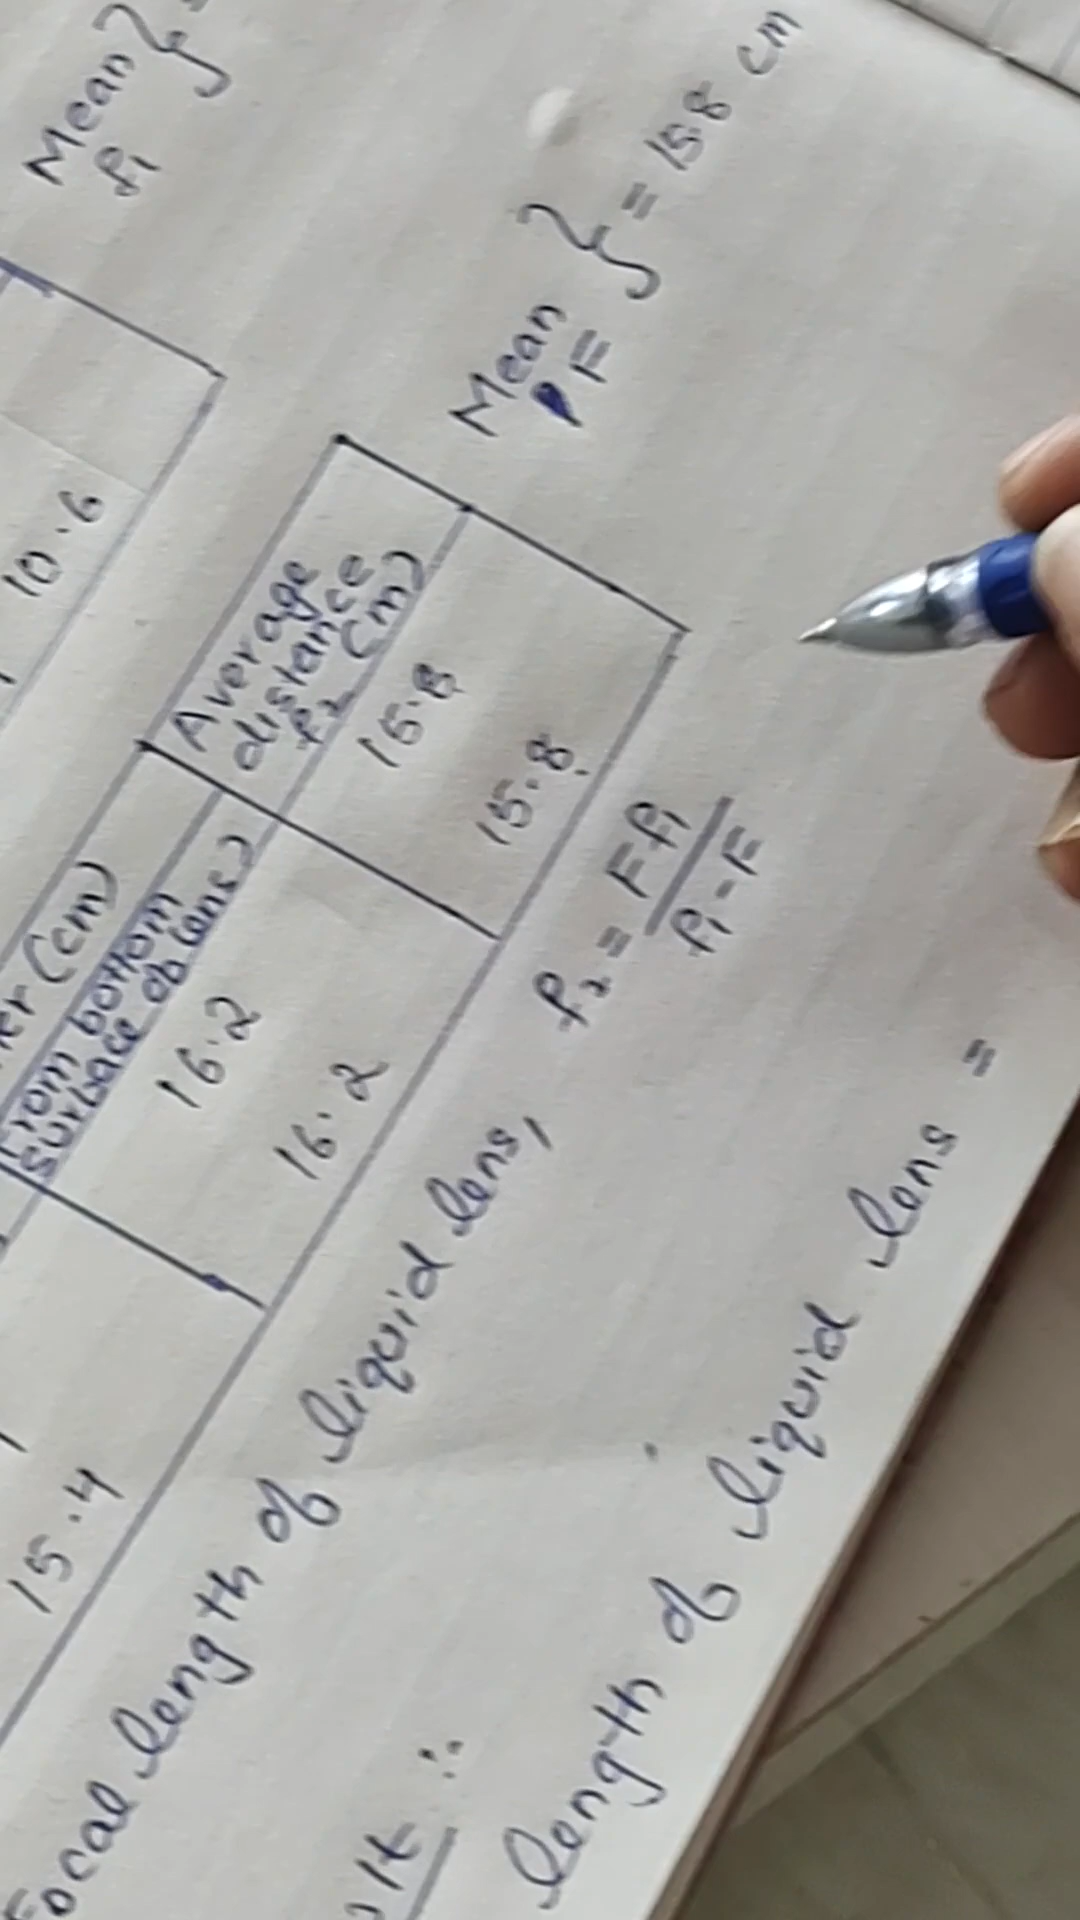 Mean
f1
10.6
er (cm)
From bottom
surface of lens)
Average
distance
f2 (cm)
16.2
15.8
15.4
16.2
15.8
Mean
F
} = 15.8 cm
Focal length of liquid lens, f2 = F f1 / f1 - F
lt :
length of liquid lens =